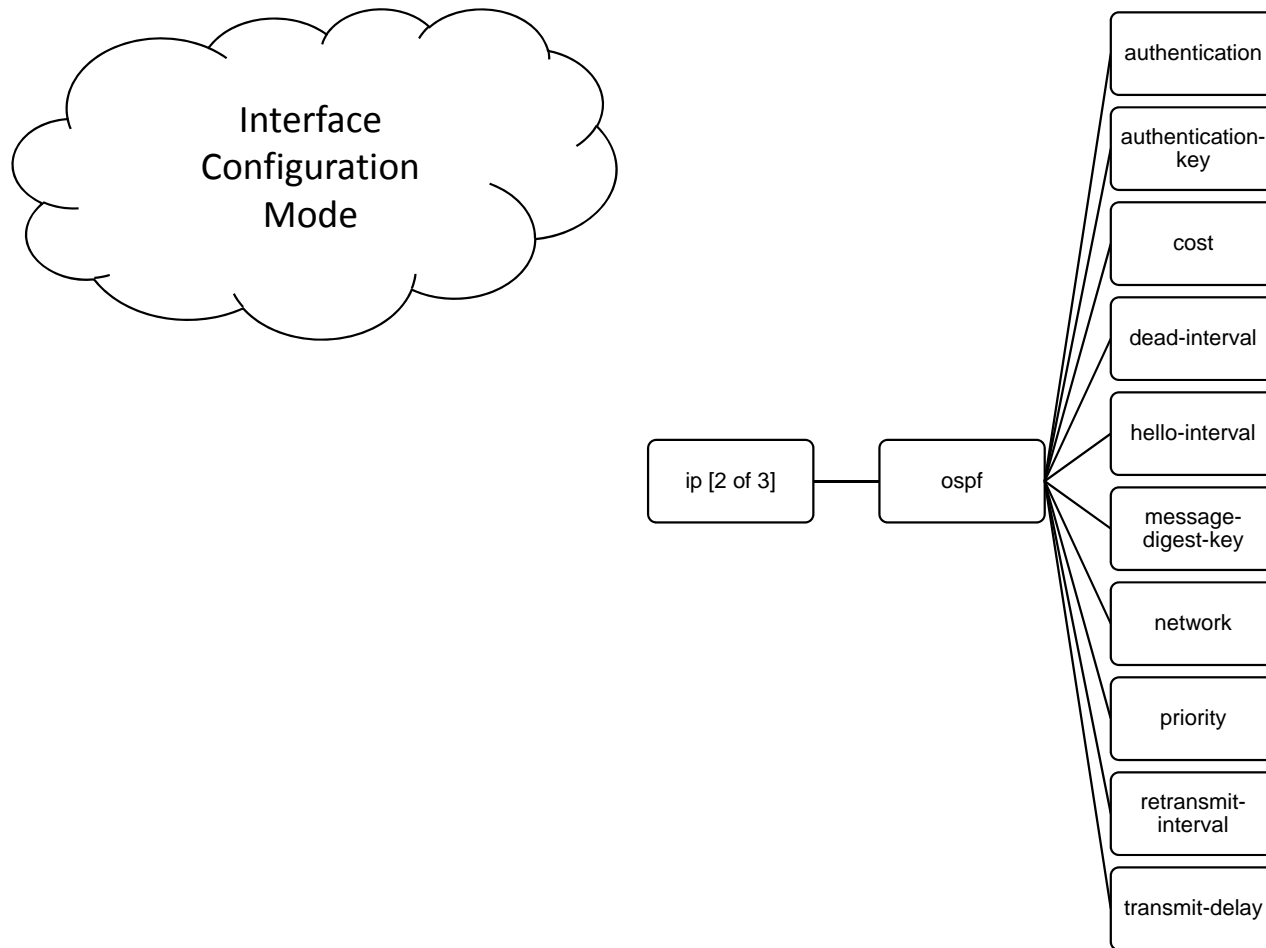 Interface
Configuration
Mode
authentication
authentication-
key
cost
dead-interval
hello-interval
ip [2 of 3]
ospf
message-
digest-key
network
priority
retransmit-
interval
transmit-delay